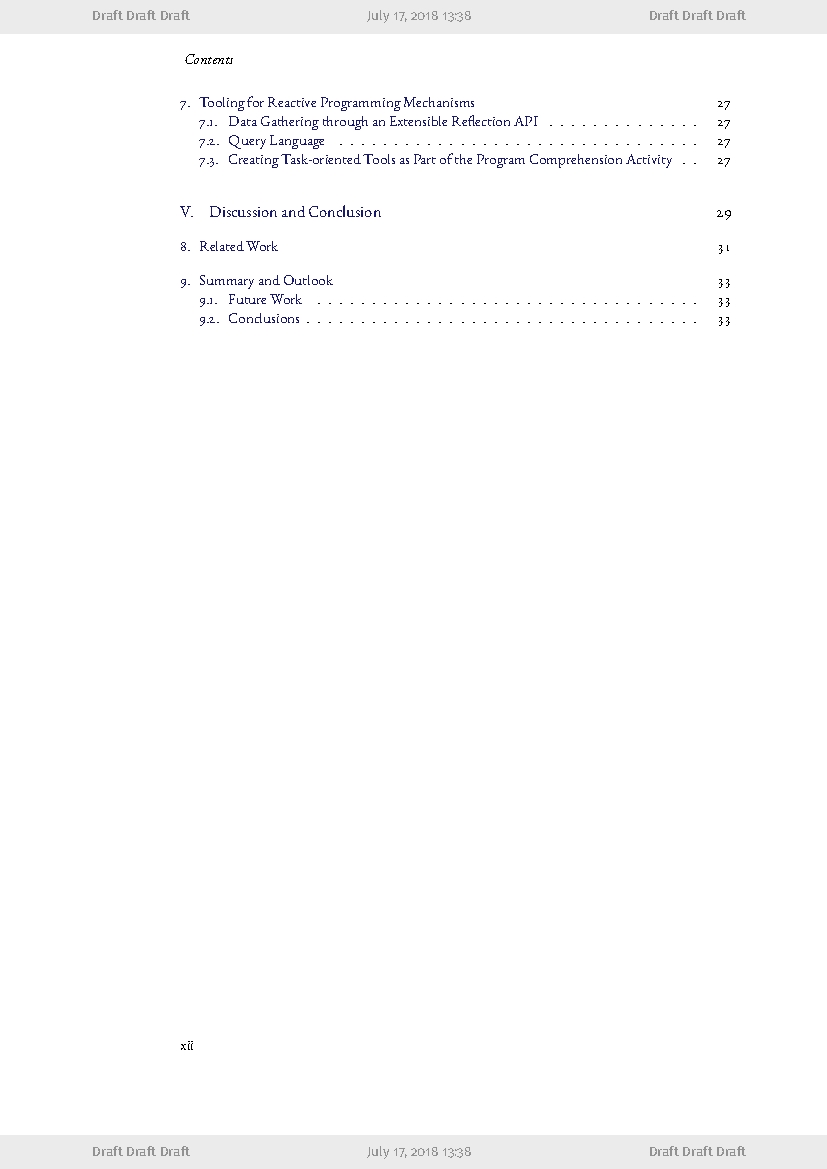 Draft Draft Draft July 17, 2018 13:38 Draft Draft Draft
Contents
7. Tooling for Reactive Programming Mechanisms 27
7.1. Data Gathering through an Extensible Reflection API . . . . . . . . . . . . . . 27
7.2. Query Language . . . . . . . . . . . . . . . . . . . . . . . . . . . . . . . . . 27
7.3. Creating Task-oriented Tools as Part of the Program Comprehension Activity . . 27
V. Discussion and Conclusion 29
8. Related Work 31
9. Summary and Outlook 33
9.1. Future Work . . . . . . . . . . . . . . . . . . . . . . . . . . . . . . . . . . . 33
9.2. Conclusions . . . . . . . . . . . . . . . . . . . . . . . . . . . . . . . . . . . . 33
xii
Draft Draft Draft July 17, 2018 13:38 Draft Draft Draft